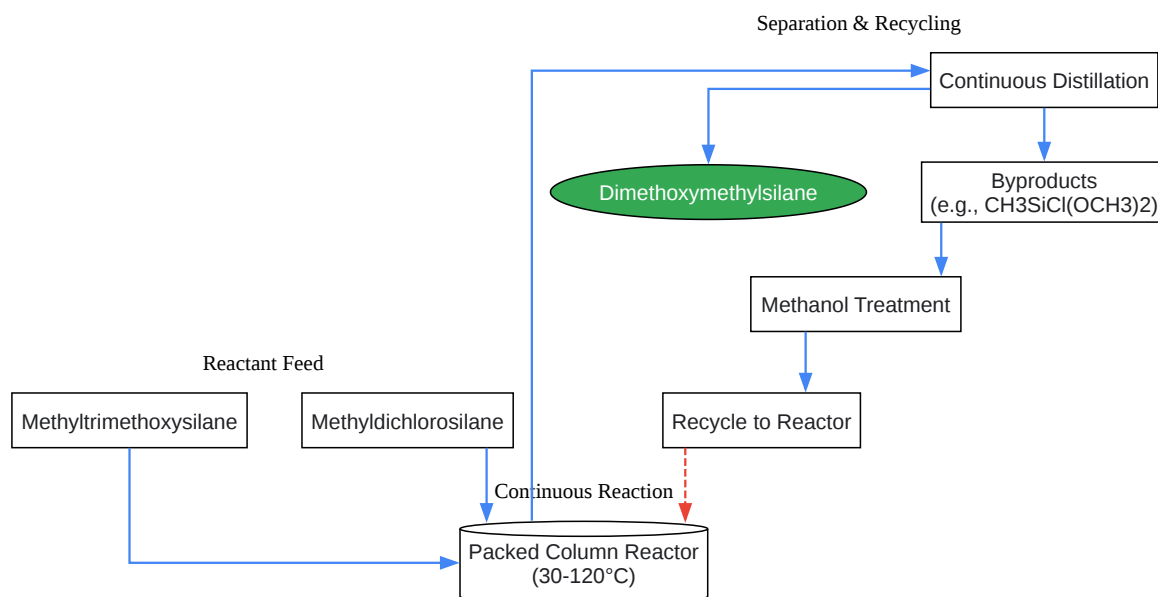 Separation & Recycling
Continuous Distillation
Dimethoxymethylsilane
Byproducts
(e.g., CH3SiCl(OCH3)2)
Methanol Treatment
Reactant Feed
Methyltrimethoxysilane
Methyldichlorosilane
Recycle to Reactor
Continuous Reaction
Packed Column Reactor
(30-120°C)